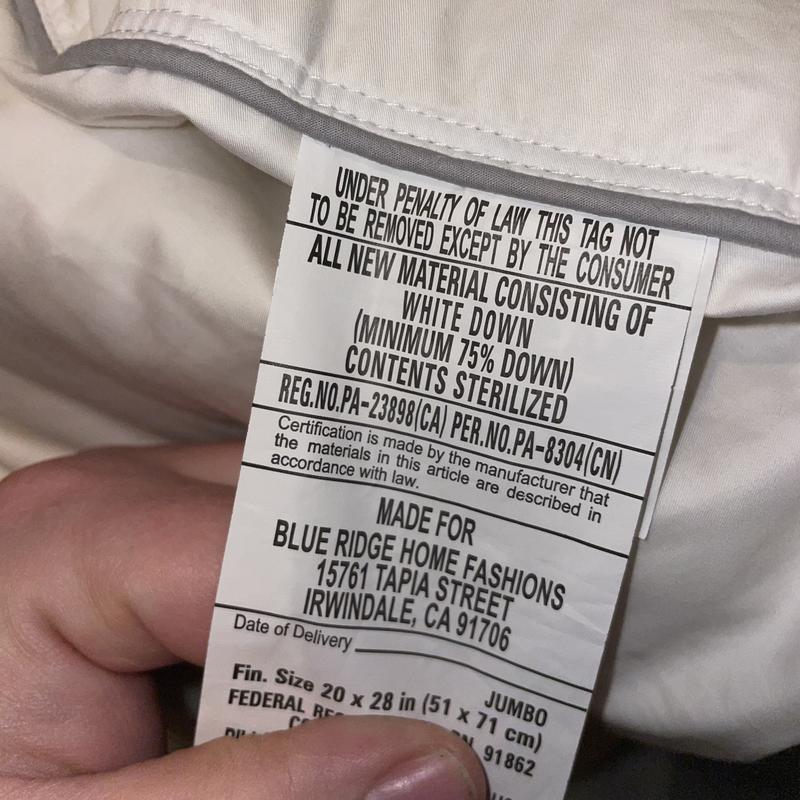 UNDER PENALTY OF LAW THIS TAG NOT
TO BE REMOVED EXCEPT BY THE CONSUMER
ALL NEW MATERIAL CONSISTING OF
WHITE DOWN
(MINIMUM 75% DOWN)
CONTENTS STERILIZED
REG.NO.PA-23898(CA) PER.NO.PA-8304(CN)
Certification is made by the manufacturer that
the materials in this article are described in
accordance with law.
MADE FOR
BLUE RIDGE HOME FASHIONS
15761 TAPIA STREET
IRWINDALE, CA 91706
Date of Delivery
JUMBO
Fin. Size 20 x 28 in (51 x 71 cm)
FEDERAL
91862